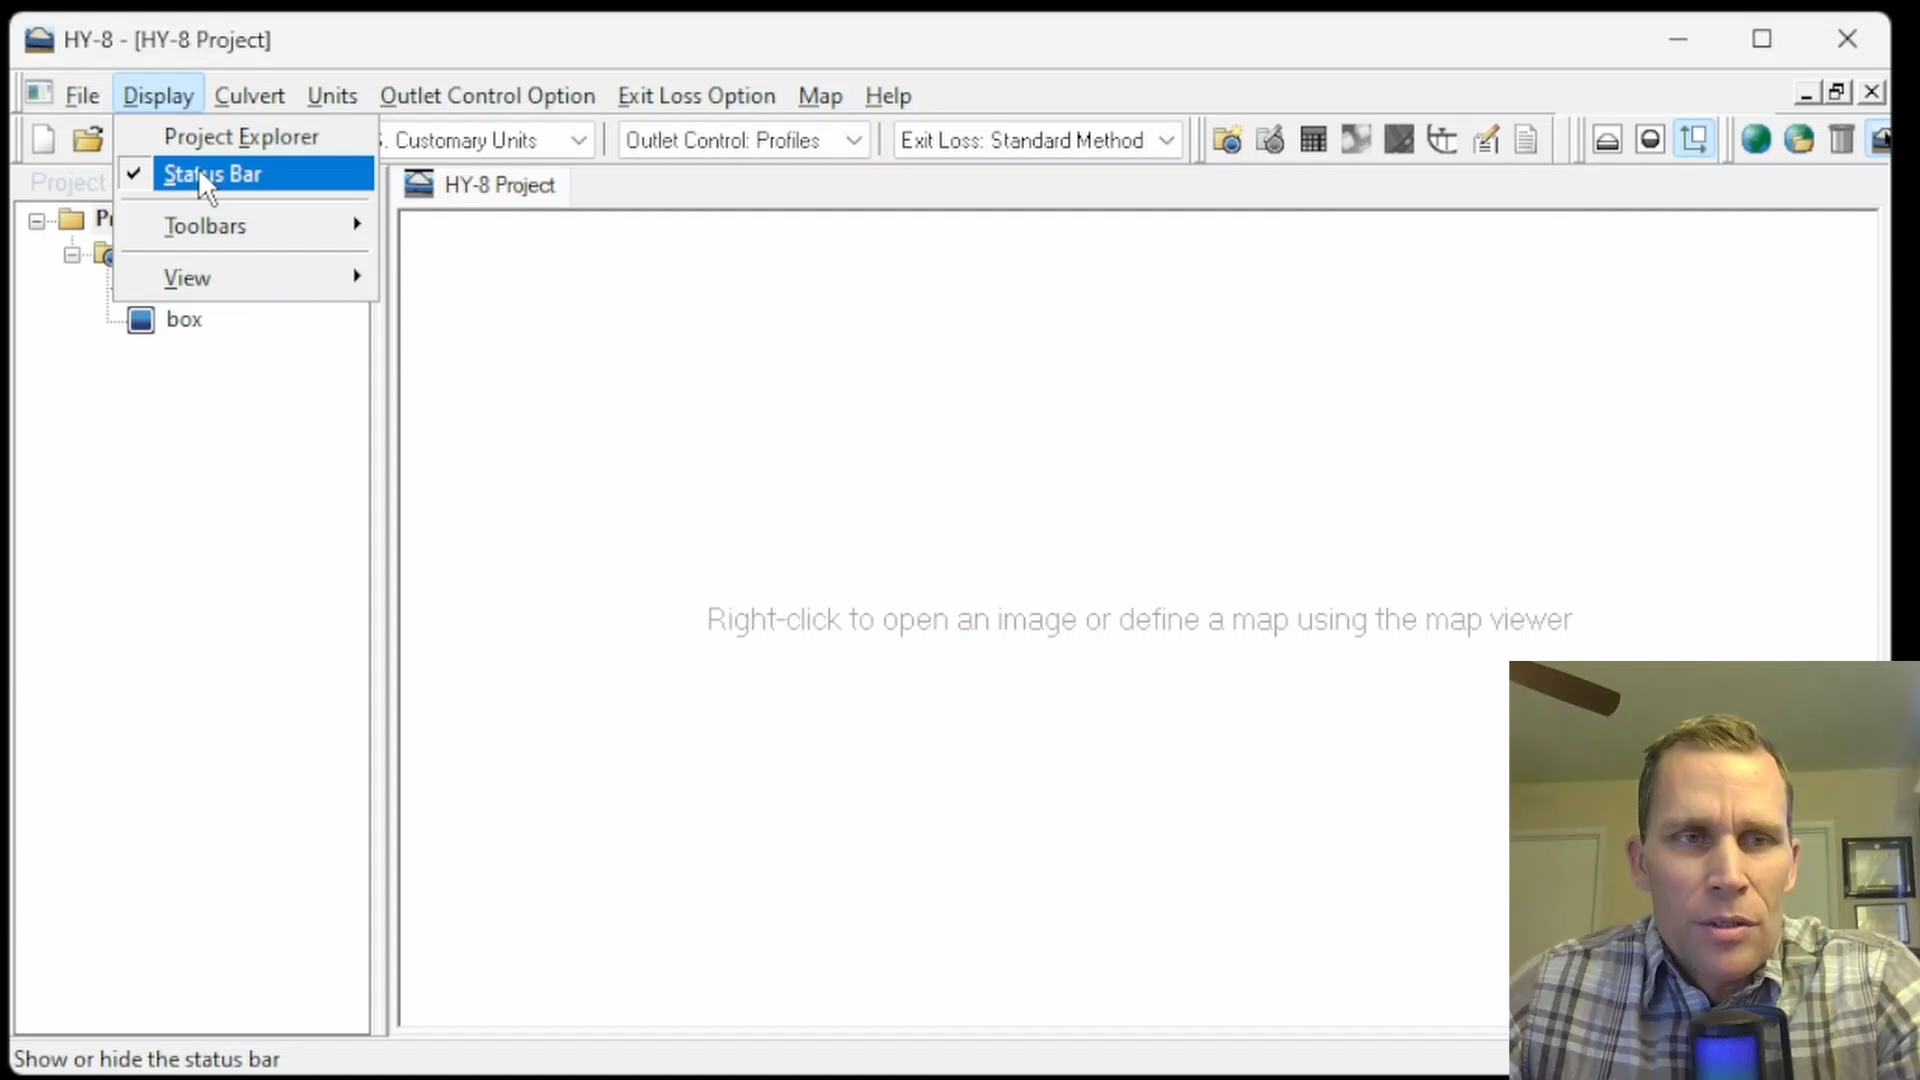 HY-8 - [HY-8 Project]
File Display Culvert Units Outlet Control Option Exit Loss Option Map Help
Customary Units Outlet Control: Profiles Exit Loss: Standard Method
Project Explorer
Status Bar
Toolbars
View
Project
HY-8 Project
box
Right-click to open an image or define a map using the map viewer
Show or hide the status bar